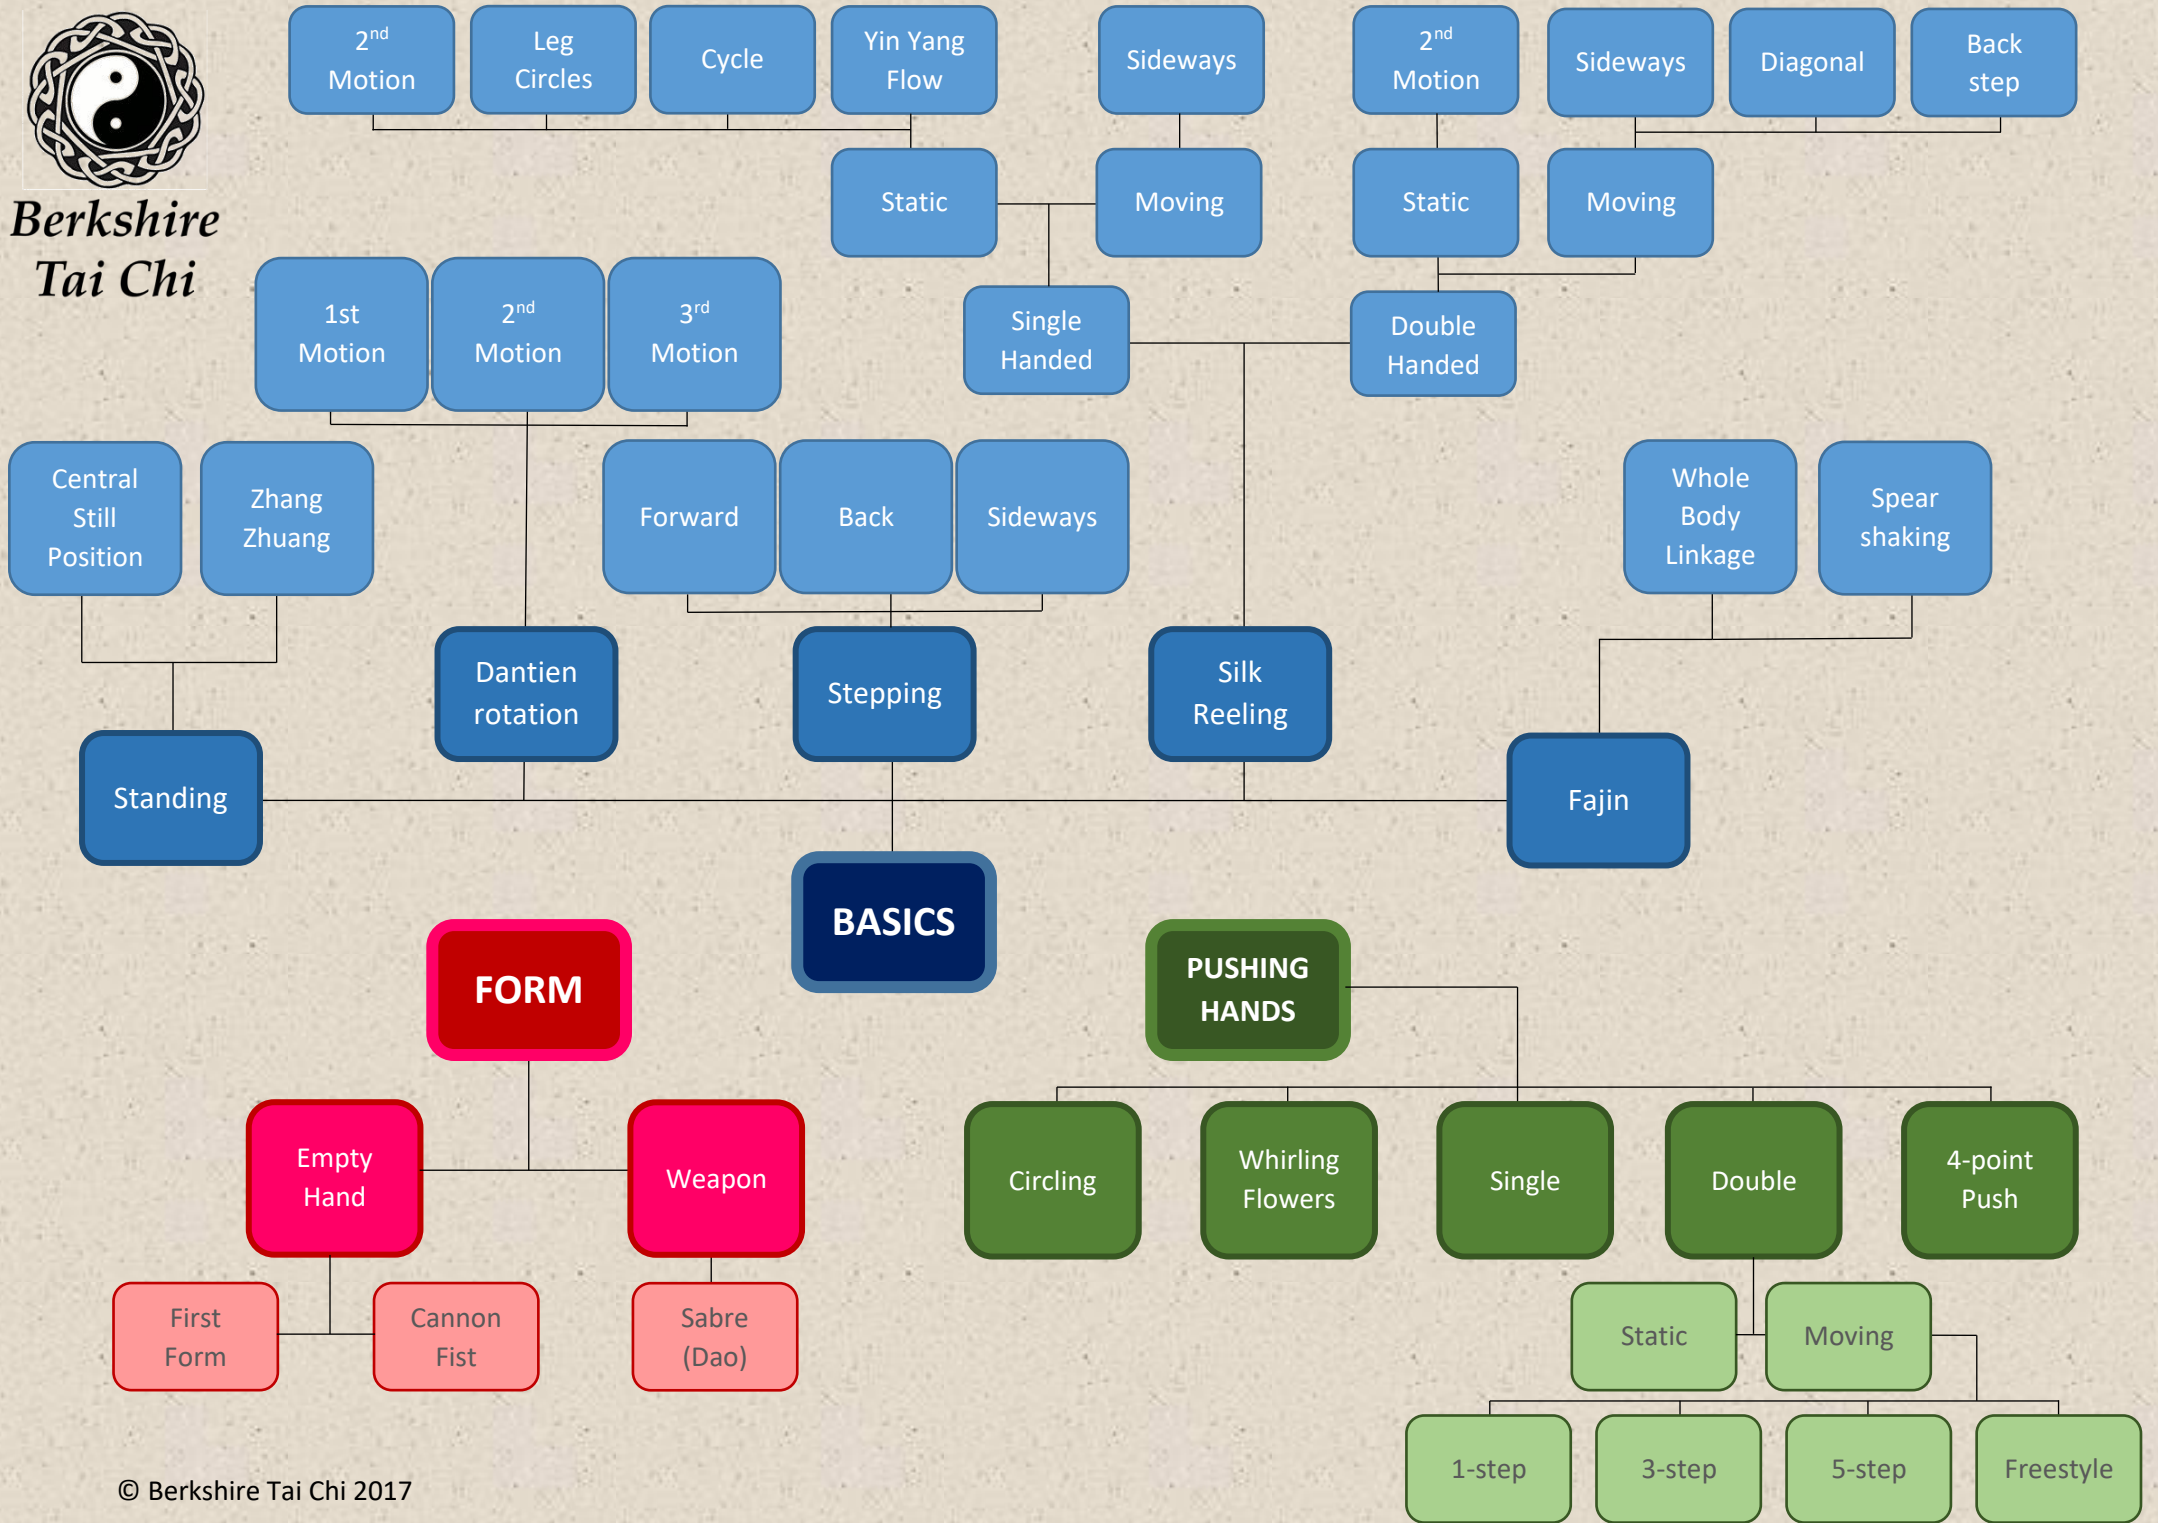 Berkshire
Tai Chi
2nd
Motion
Leg
Circles
Cycle
Yin Yang
Flow
Sideways
2nd
Motion
Sideways
Diagonal
Back
step
Static
Moving
Static
Moving
1st
Motion
2nd
Motion
3rd
Motion
Single
Handed
Double
Handed
Central
Still
Position
Zhang
Zhuang
Forward
Back
Sideways
Whole
Body
Linkage
Spear
shaking
Standing
Dantien
rotation
Stepping
Silk
Reeling
Fajin
BASICS
FORM
PUSHING
HANDS
Empty
Hand
Weapon
Circling
Whirling
Flowers
Single
Double
4-point
Push
First
Form
Cannon
Fist
Sabre
(Dao)
Static
Moving
1-step
3-step
5-step
Freestyle
© Berkshire Tai Chi 2017